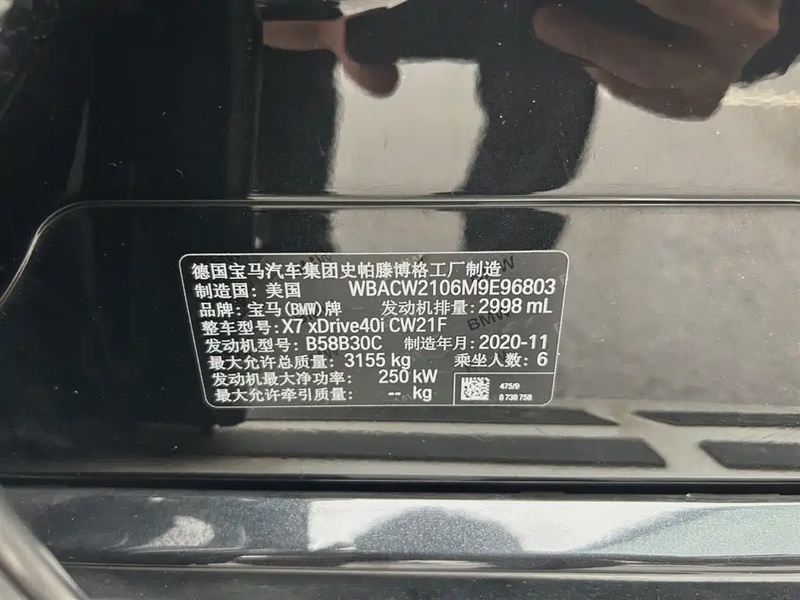 德国宝马汽车集团史帕滕博格工厂制造
制造国: 美国 WBACW2106M9E96803
品牌: 宝马(BMW)牌 发动机排量: 2998 mL
整车型号: X7 xDrive40i CW21F
发动机型号: B58B30C 制造年月: 2020-11
最大允许总质量: 3155 kg 乘坐人数: 6
发动机最大净功率: 250 kW
最大允许牵引质量: -- kg
475/9
8 738 758
BMW